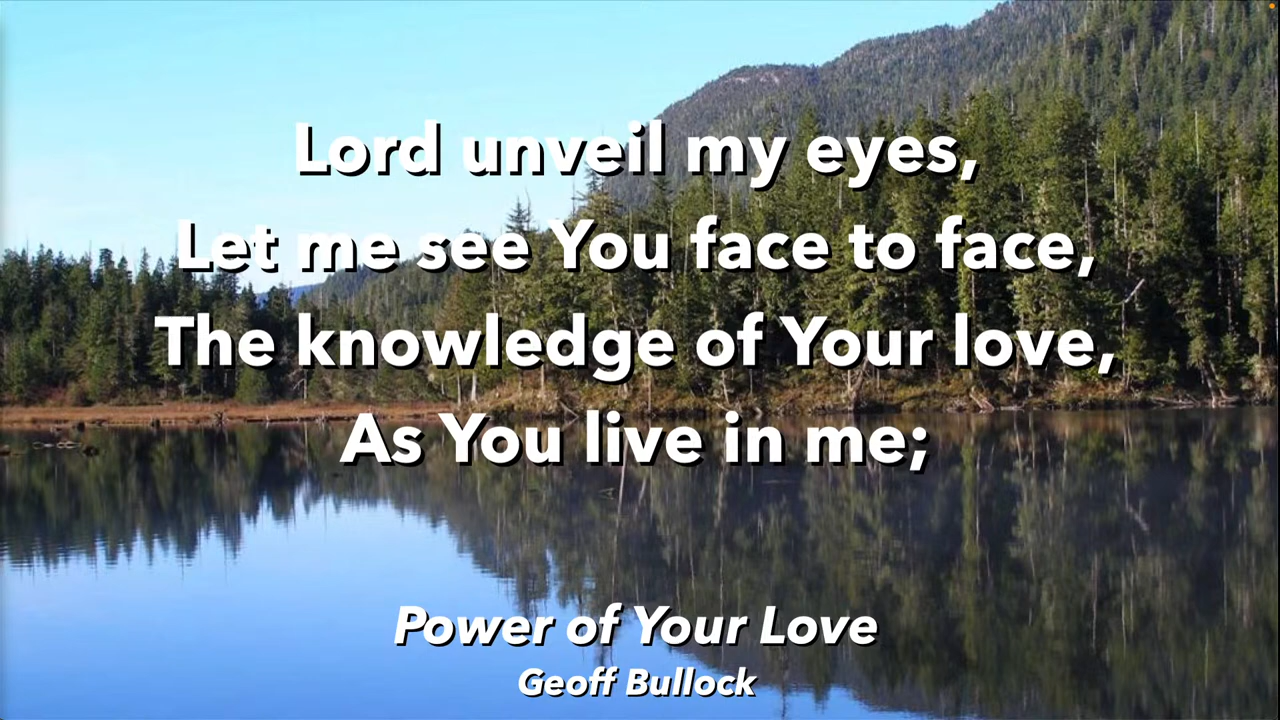 Lord unveil my eyes,
Let me see You face to face,
The knowledge of Your love,
As You live in me;
Power of Your Love
Geoff Bullock